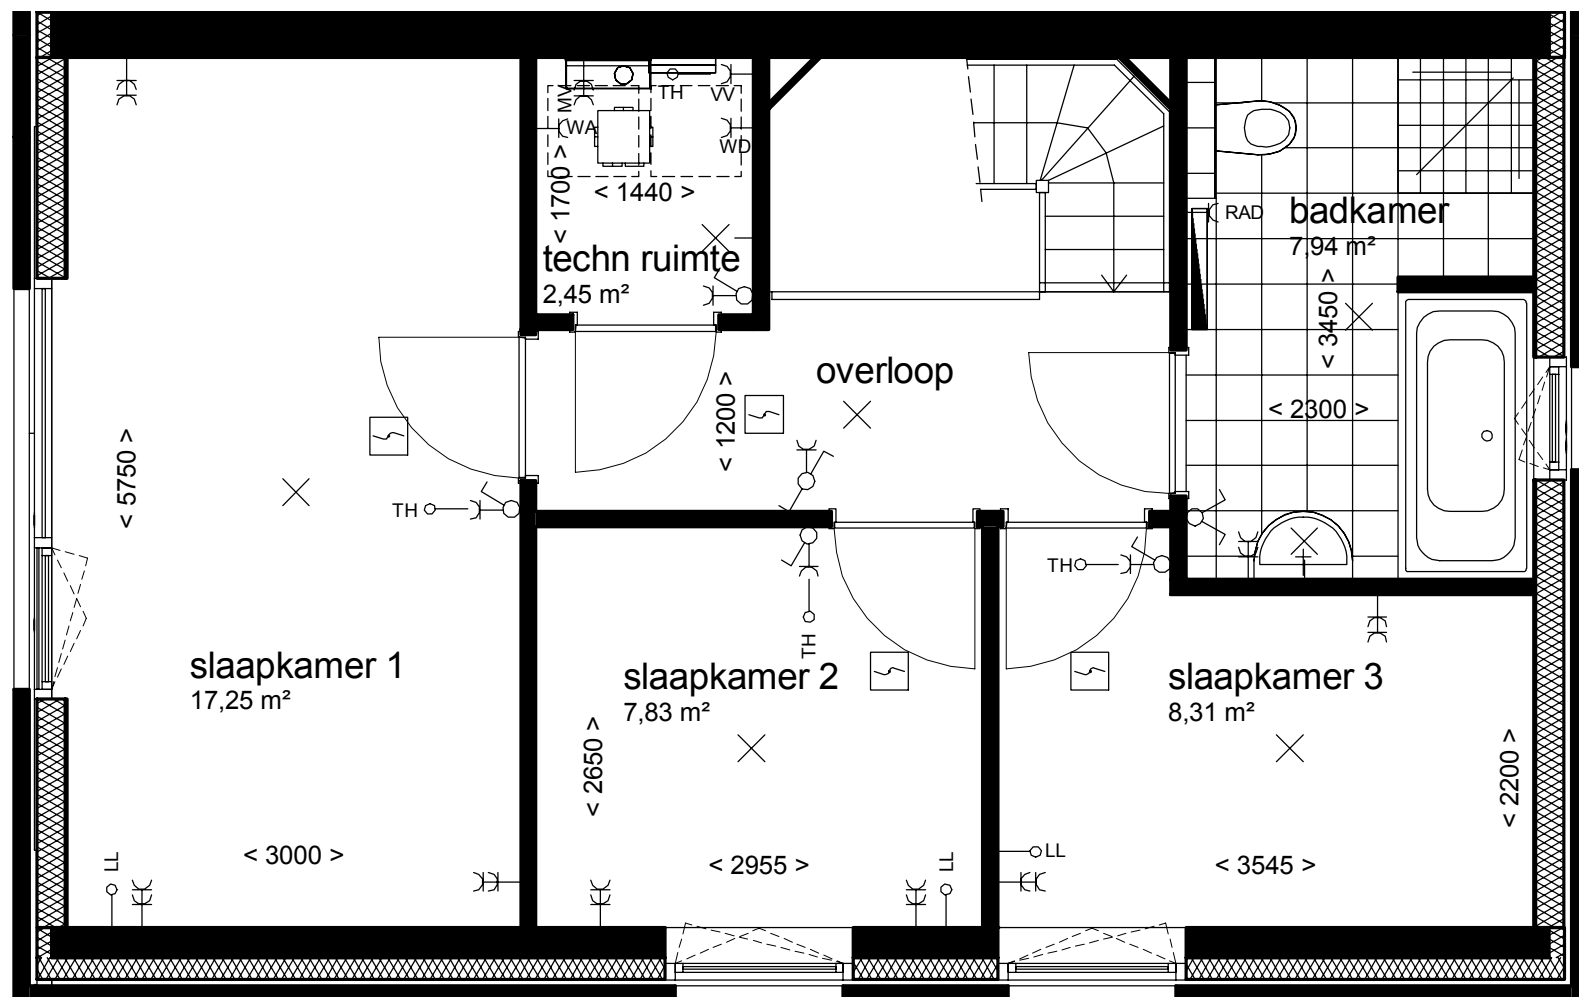 MV
TH
VV
WA
WD
< 1700 >
< 1440 >
techn ruimte
2,45 m²
RAD
badkamer
7,94 m²
< 3450 >
< 2300 >
overloop
< 1200 >
< 5750 >
TH
TH
TH
slaapkamer 1
17,25 m²
slaapkamer 2
7,83 m²
slaapkamer 3
8,31 m²
< 2650 >
< 2200 >
LL
< 3000 >
< 2955 >
LL
LL
< 3545 >